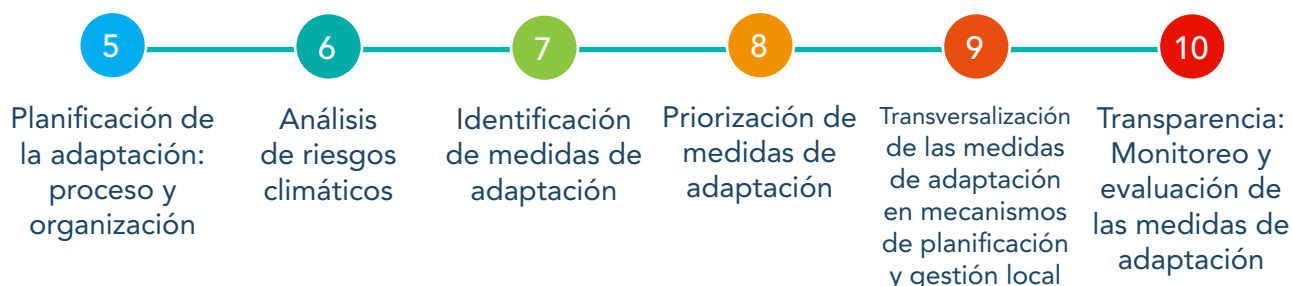 5
Planificación de
la adaptación:
proceso y
organización
6
Análisis
de riesgos
climáticos
7
Identificación
de medidas de
adaptación
8
Priorización de
medidas de
adaptación
9
Transversalización
de las medidas
de adaptación
en mecanismos
de planificación
y gestión local
10
Transparencia:
Monitoreo y
evaluación de
las medidas de
adaptación